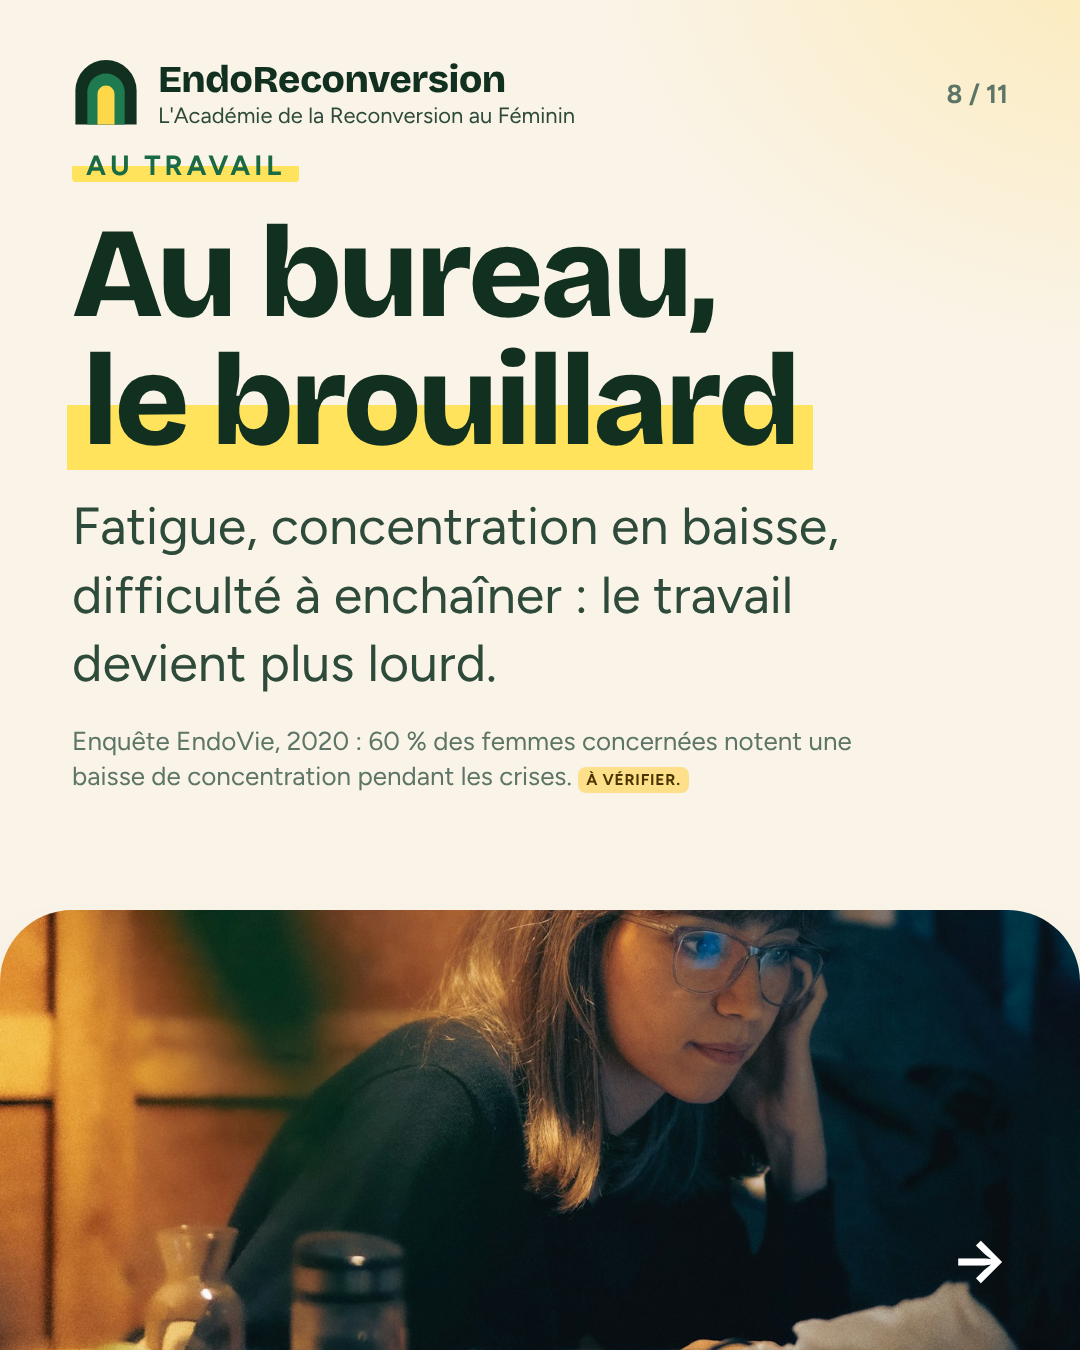 EndoReconversion
L'Académie de la Reconversion au Féminin
8 / 11
AU TRAVAIL
Au bureau,
le brouillard
Fatigue, concentration en baisse,
difficulté à enchaîner : le travail
devient plus lourd.
Enquête EndoVie, 2020 : 60 % des femmes concernées notent une
baisse de concentration pendant les crises. À VÉRIFIER.